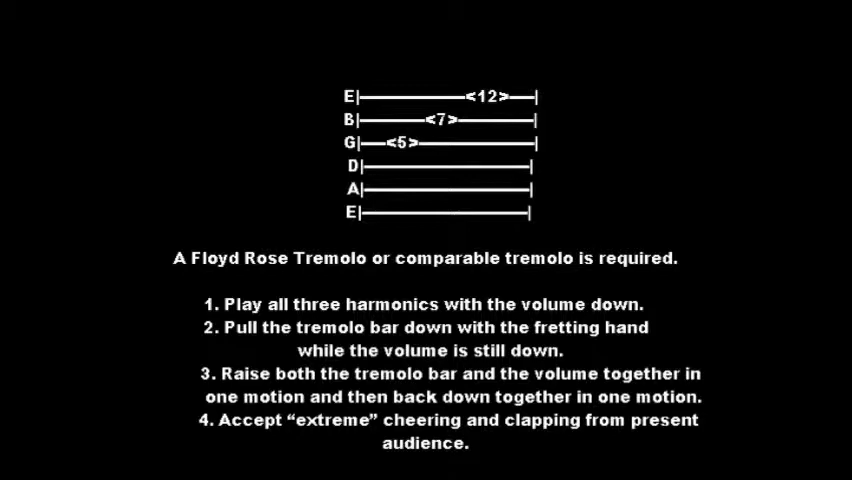 E|—————————<12>——|
B|——————<7>———————|
G|——<5>——————————|
D|———————————————|
A|———————————————|
E|———————————————|
A Floyd Rose Tremolo or comparable tremolo is required.
1. Play all three harmonics with the volume down.
2. Pull the tremolo bar down with the fretting hand
while the volume is still down.
3. Raise both the tremolo bar and the volume together in
one motion and then back down together in one motion.
4. Accept “extreme” cheering and clapping from present
audience.